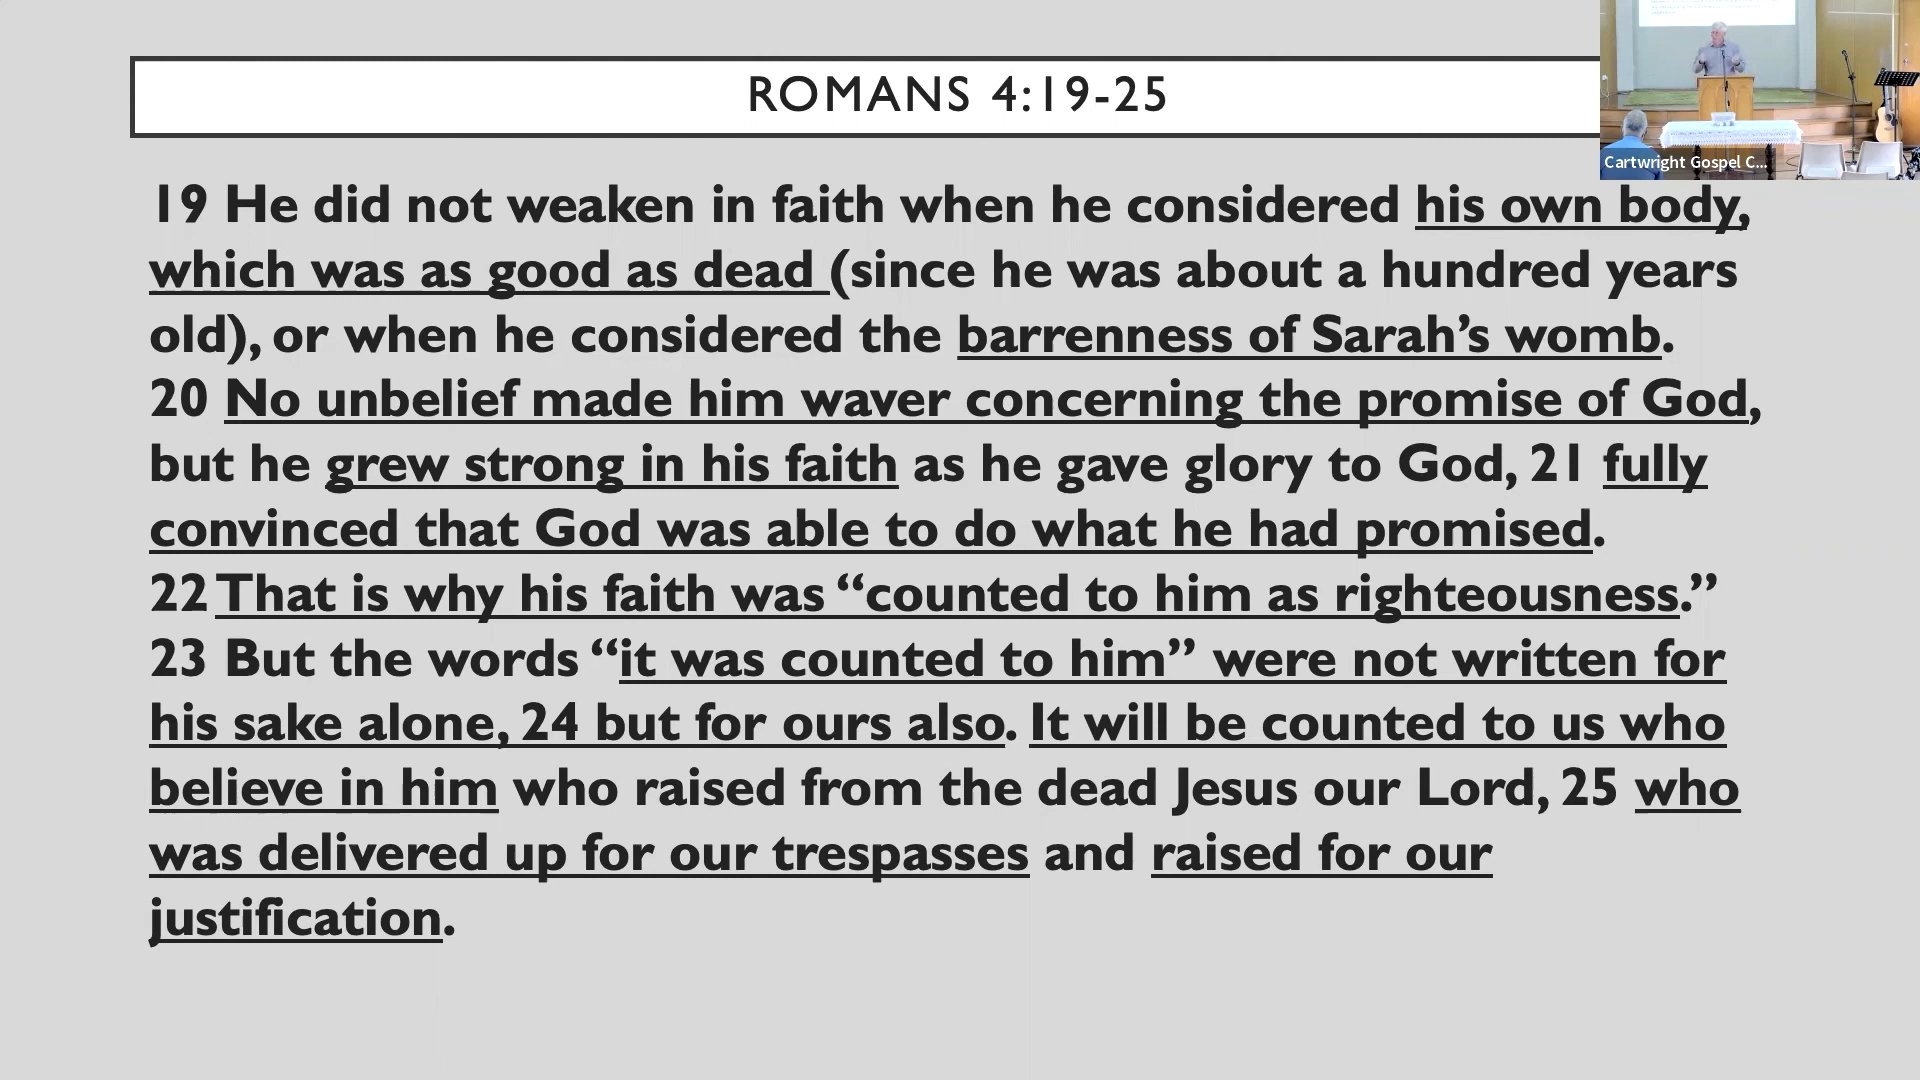 ROMANS 4:19-25
Cartwright Gospel C...
19 He did not weaken in faith when he considered his own body,
which was as good as dead (since he was about a hundred years
old), or when he considered the barrenness of Sarah’s womb.
20 No unbelief made him waver concerning the promise of God,
but he grew strong in his faith as he gave glory to God, 21 fully
convinced that God was able to do what he had promised.
22 That is why his faith was “counted to him as righteousness.”
23 But the words “it was counted to him” were not written for
his sake alone, 24 but for ours also. It will be counted to us who
believe in him who raised from the dead Jesus our Lord, 25 who
was delivered up for our trespasses and raised for our
justification.